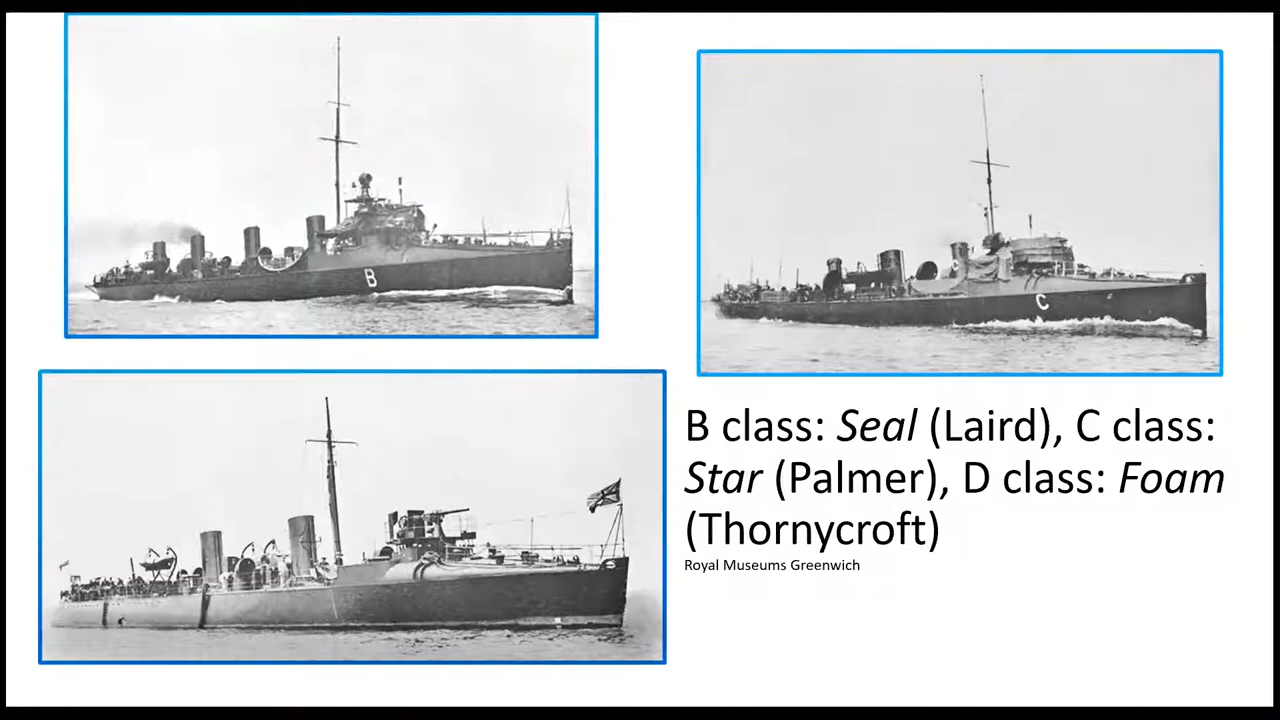 B
C
B class: Seal (Laird), C class:
Star (Palmer), D class: Foam
(Thornycroft)
Royal Museums Greenwich